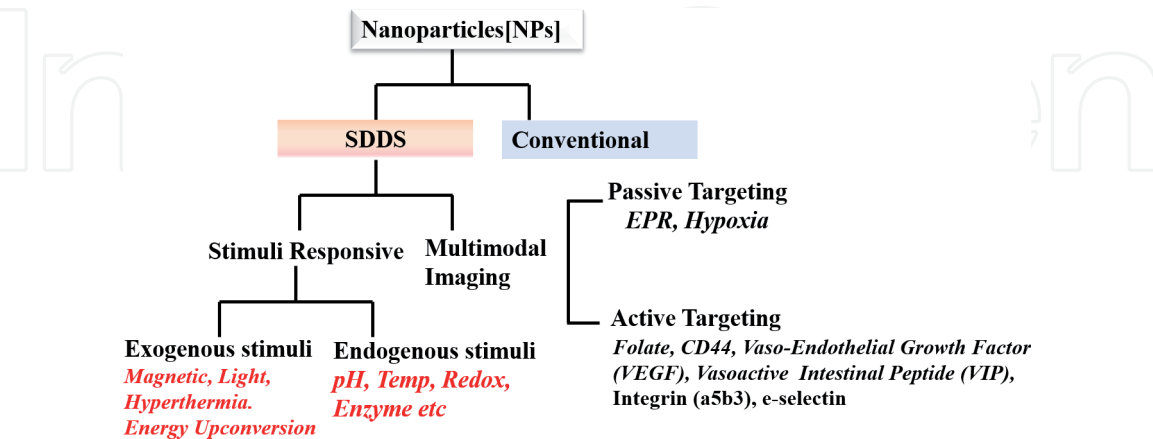 Nanoparticles[NPs]
SDDS
Conventional
Passive Targeting
EPR, Hypoxia
Stimuli Responsive
Multimodal
Imaging
Active Targeting
Folate, CD44, Vaso-Endothelial Growth Factor
(VEGF), Vasoactive Intestinal Peptide (VIP),
Integrin (a5b3), e-selectin
Exogenous stimuli
Magnetic, Light,
Hyperthermia.
Energy Upconversion
Endogenous stimuli
pH, Temp, Redox,
Enzyme etc